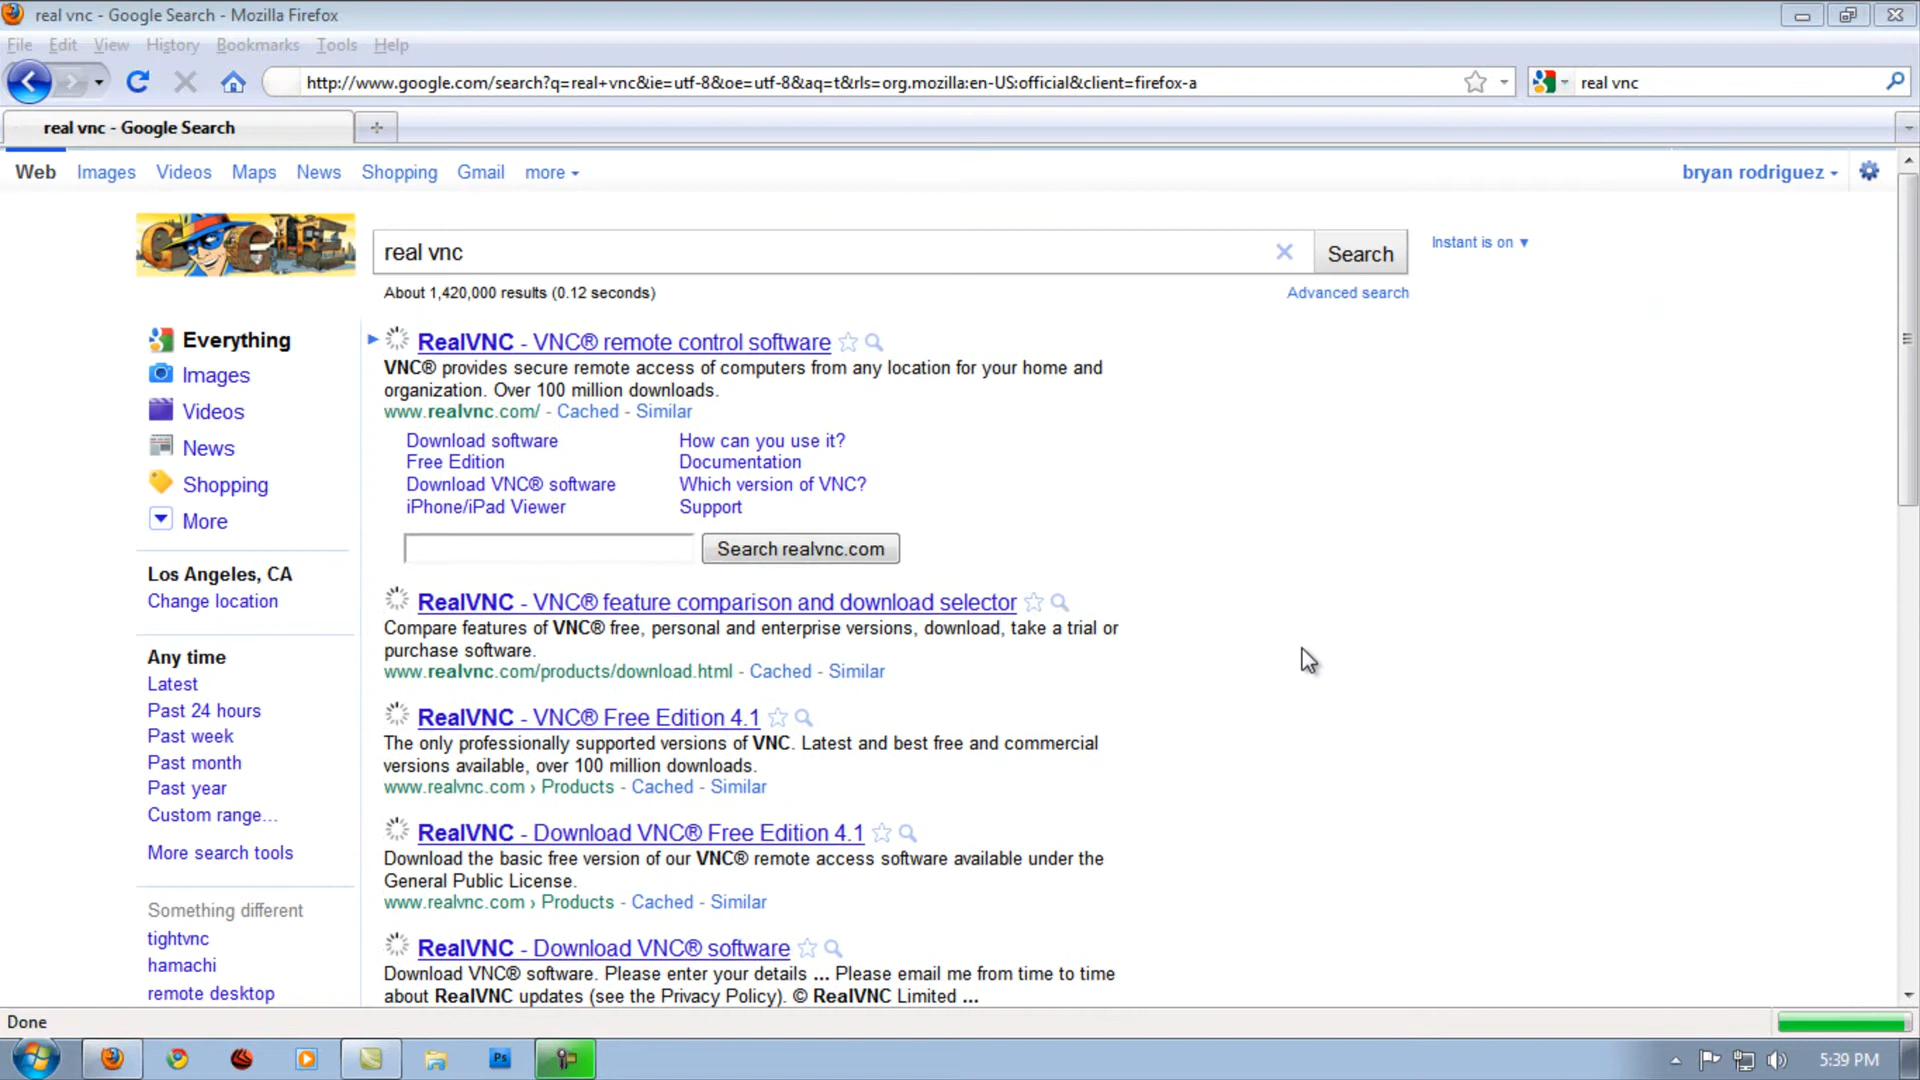 real vnc - Google Search - Mozilla Firefox
File Edit View History Bookmarks Tools Help
http://www.google.com/search?q=real+vnc&ie=utf-8&oe=utf-8&aq=t&rls=org.mozilla:en-US:official&client=firefox-a
real vnc
real vnc - Google Search
Web Images Videos Maps News Shopping Gmail more
bryan rodriguez
GOOGLE
real vnc
Search
Instant is on ▼
About 1,420,000 results (0.12 seconds)
Advanced search
Everything
Images
Videos
News
Shopping
More
Los Angeles, CA
Change location
Any time
Latest
Past 24 hours
Past week
Past month
Past year
Custom range...
More search tools
Something different
tightvnc
hamachi
remote desktop
RealVNC - VNC® remote control software
VNC® provides secure remote access of computers from any location for your home and
organization. Over 100 million downloads.
www.realvnc.com/ - Cached - Similar
Download software How can you use it?
Free Edition Documentation
Download VNC® software Which version of VNC?
iPhone/iPad Viewer Support
Search realvnc.com
RealVNC - VNC® feature comparison and download selector
Compare features of VNC® free, personal and enterprise versions, download, take a trial or
purchase software.
www.realvnc.com/products/download.html - Cached - Similar
RealVNC - VNC® Free Edition 4.1
The only professionally supported versions of VNC. Latest and best free and commercial
versions available, over 100 million downloads.
www.realvnc.com › Products - Cached - Similar
RealVNC - Download VNC® Free Edition 4.1
Download the basic free version of our VNC® remote access software available under the
General Public License.
www.realvnc.com › Products - Cached - Similar
RealVNC - Download VNC® software
Download VNC® software. Please enter your details ... Please email me from time to time
about RealVNC updates (see the Privacy Policy). © RealVNC Limited ...
Done
Ps
5:39 PM